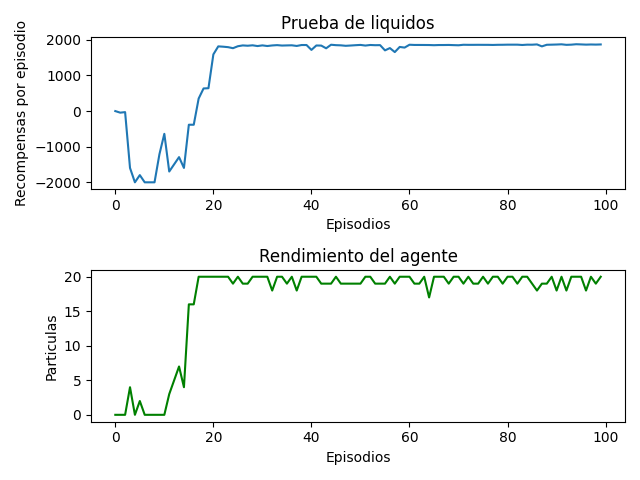 Prueba de liquidos
Recompensas por episodio
2000
1000
0
−1000
−2000
0 20 40 60 80 100
Episodios
Rendimiento del agente
Particulas
20
15
10
5
0
0 20 40 60 80 100
Episodios